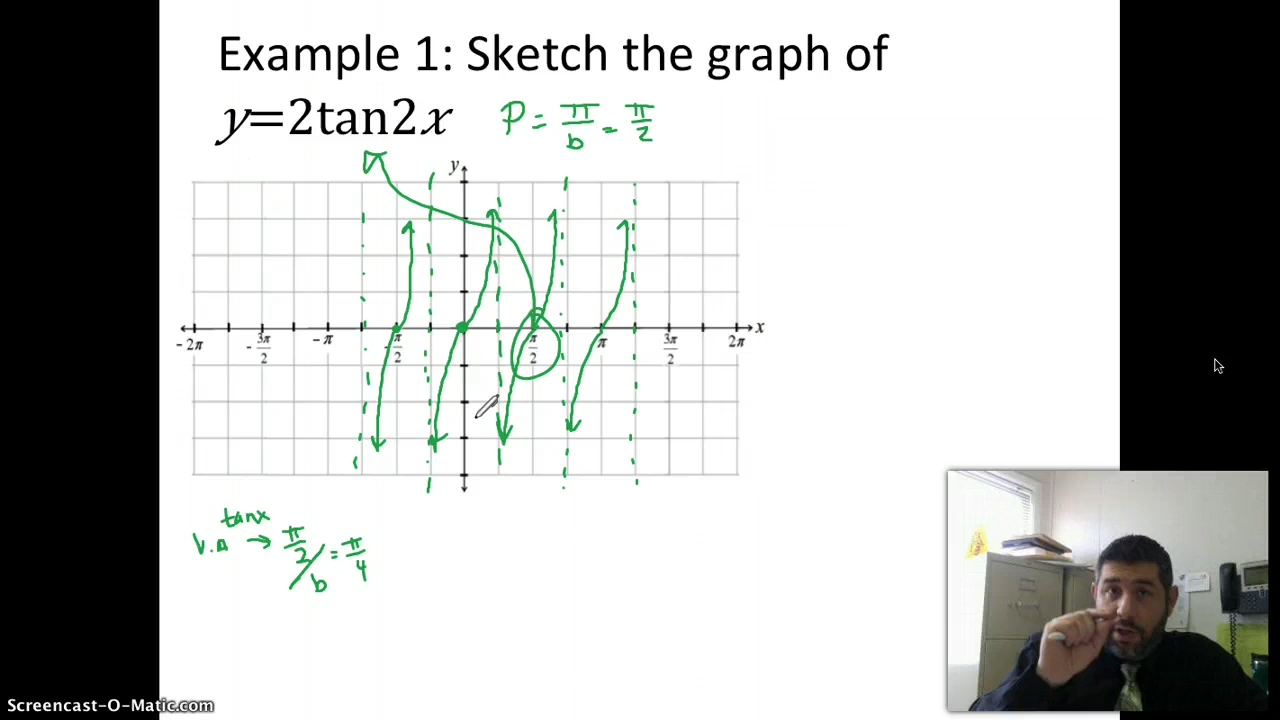 Example 1: Sketch the graph of
y=2tan2x P = π/b = π/2
y
x
-2π -3π/2 -π -π/2 π/2 π 3π/2 2π
tanx
V.A → π/2/b = π/4
Screencast-O-Matic.com